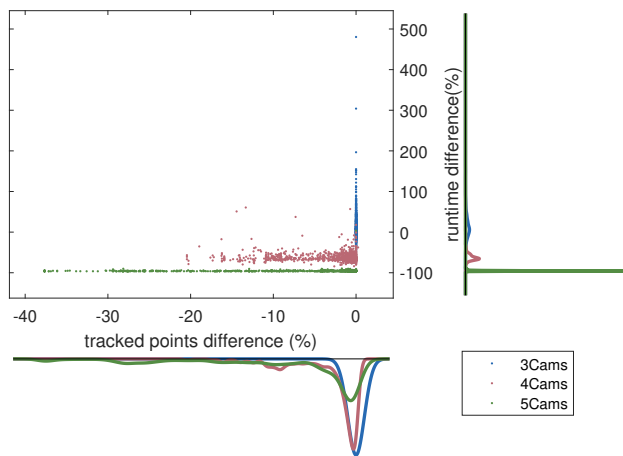 500
400
300
200
100
0
-100
runtime difference(%)
-40 -30 -20 -10 0
tracked points difference (%)
3Cams
4Cams
5Cams